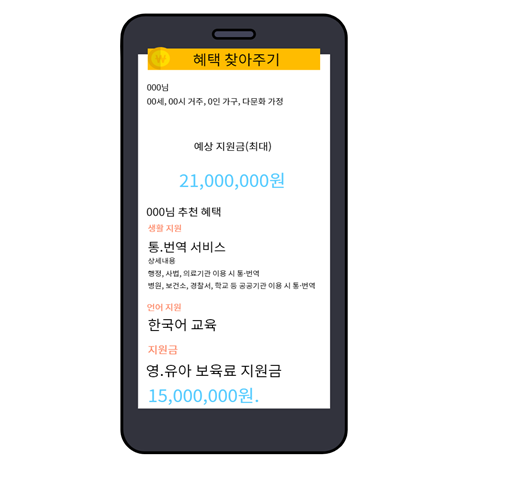 혜택 찾아주기
000님
00세, 00시 거주, 0인 가구, 다문화 가정
예상 지원금(최대)
21,000,000원
000님 추천 혜택
생활 지원
통.번역 서비스
상세내용
행정, 사법, 의료기관 이용 시 통·번역
병원, 보건소, 경찰서, 학교 등 공공기관 이용 시 통·번역
언어 지원
한국어 교육
지원금
영.유아 보육료 지원금
15,000,000원.